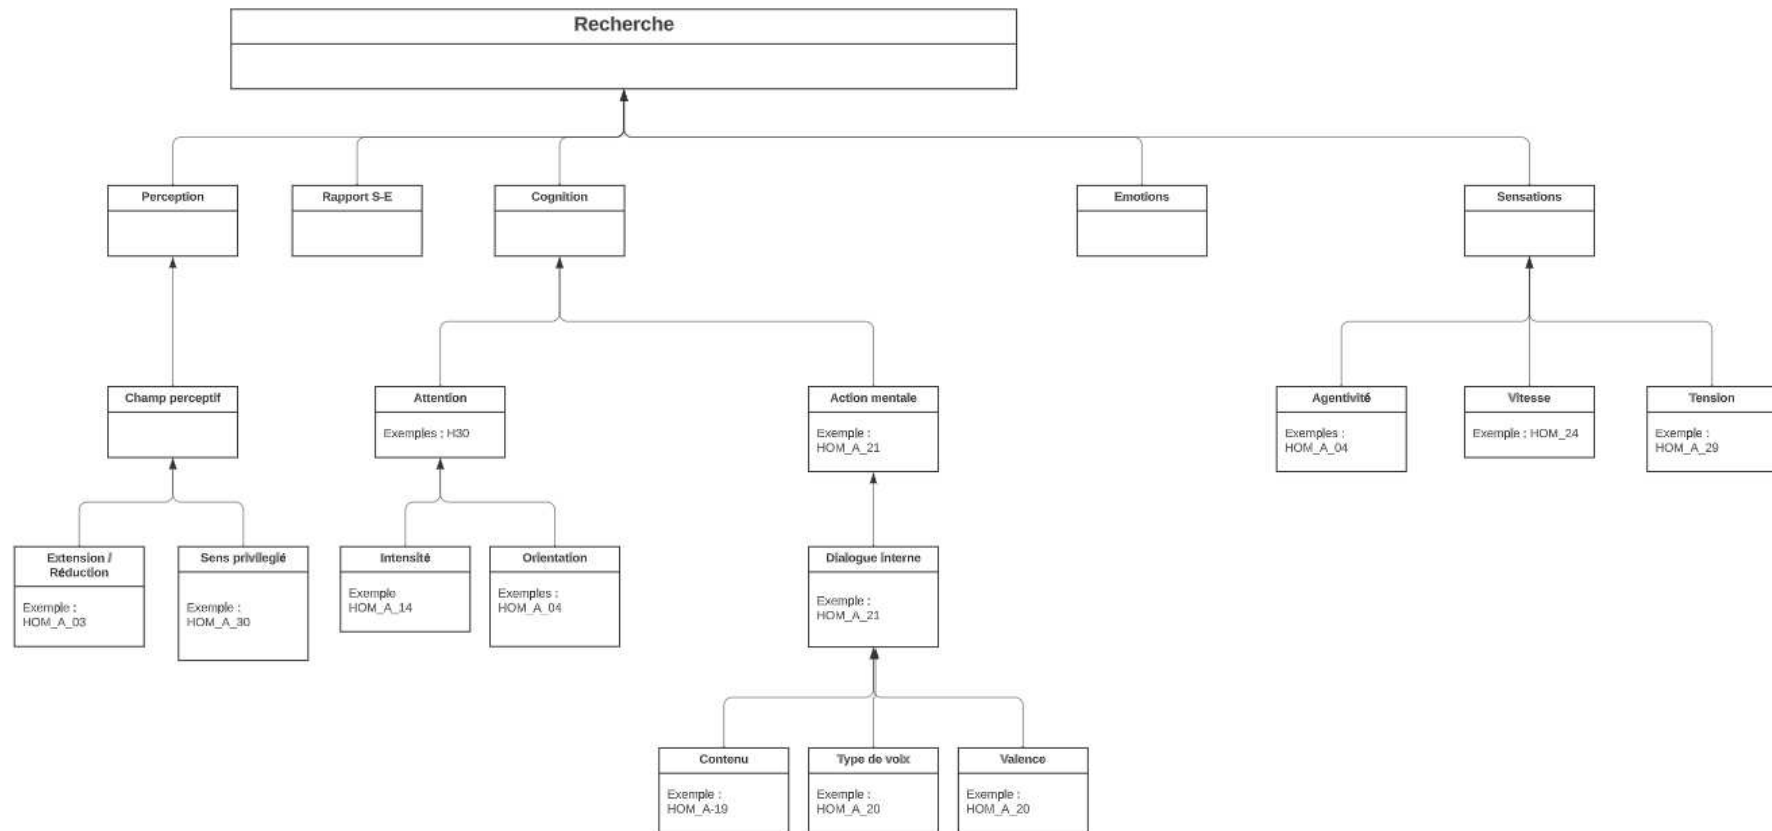 Recherche
Perception
Rapport S-E
Cognition
Emotions
Sensations
Champ perceptif
Attention
Exemples : H30
Action mentale
Exemple :
HOM_A_21
Agentivité
Exemples :
HOM_A_04
Vitesse
Exemple : HOM_24
Tension
Exemple :
HOM_A_29
Extension /
Réduction
Exemple :
HOM_A_03
Sens privilegié
Exemple :
HOM_A_30
Intensité
Exemple
HOM_A_14
Orientation
Exemples :
HOM_A_04
Dialogue interne
Exemple :
HOM_A_21
Contenu
Exemple :
HOM_A-19
Type de voix
Exemple :
HOM_A_20
Valence
Exemple :
HOM_A_20